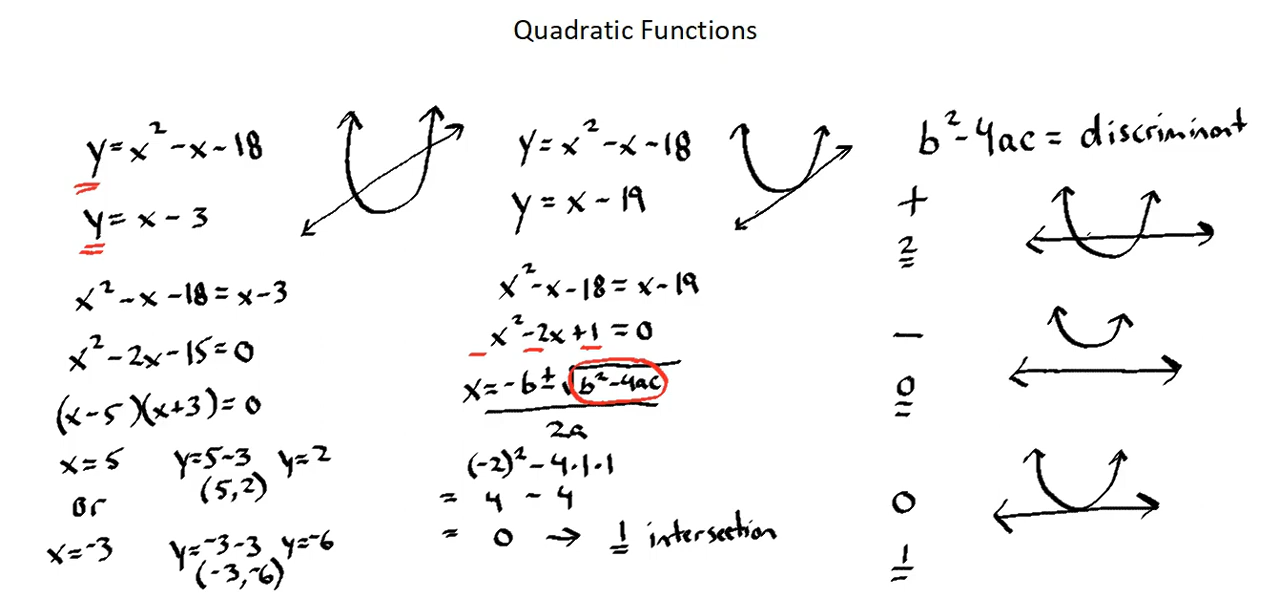 Quadratic Functions
y=x²-x-18
y=x-3
x²-x-18=x-3
x²-2x-15=0
(x-5)(x+3)=0
x=5 y=5-3 y=2
(5,2)
or
x=-3 y=-3-3 y=-6
(-3,-6)
y=x²-x-18
y=x-19
x²-x-18=x-19
x²-2x+1=0
x=-b±√b²-4ac
2a
(-2)²-4·1·1
= 4 - 4
= 0 → 1 intersection
b²-4ac = discriminant
+
2
-
0
0
1